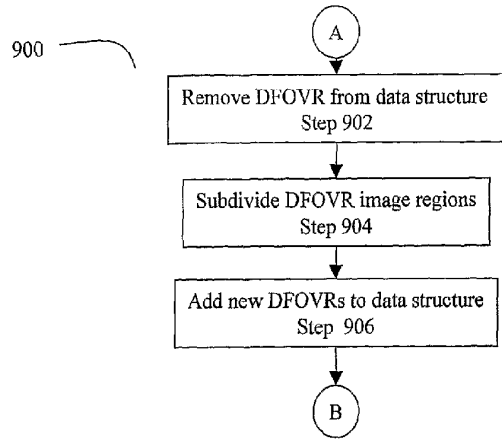 A
900
Remove DFOVR from data structure
Step 902
Subdivide DFOVR image regions
Step 904
Add new DFOVRs to data structure
Step 906
B